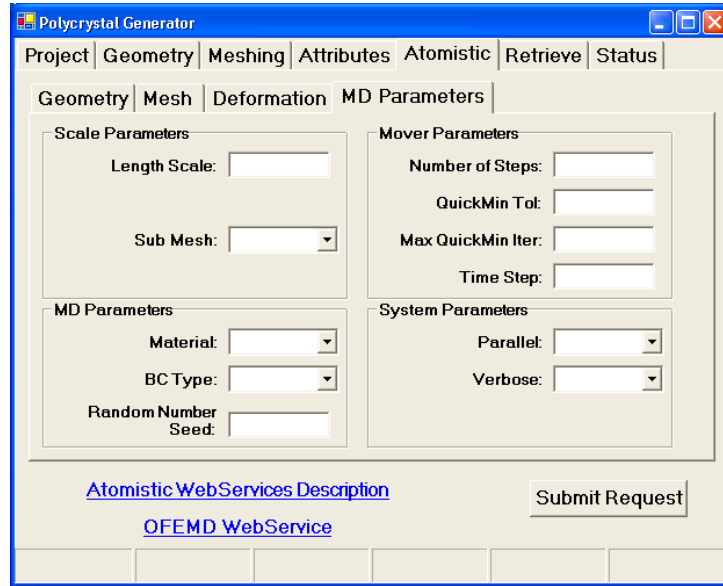 Polycrystal Generator
Project Geometry Meshing Attributes Atomistic Retrieve Status
Geometry Mesh Deformation MD Parameters
Scale Parameters
Length Scale:
Sub Mesh:
Mover Parameters
Number of Steps:
QuickMin Tol:
Max QuickMin Iter:
Time Step:
MD Parameters
Material:
BC Type:
Random Number
Seed:
System Parameters
Parallel:
Verbose:
Atomistic WebServices Description
OFEMD WebService
Submit Request